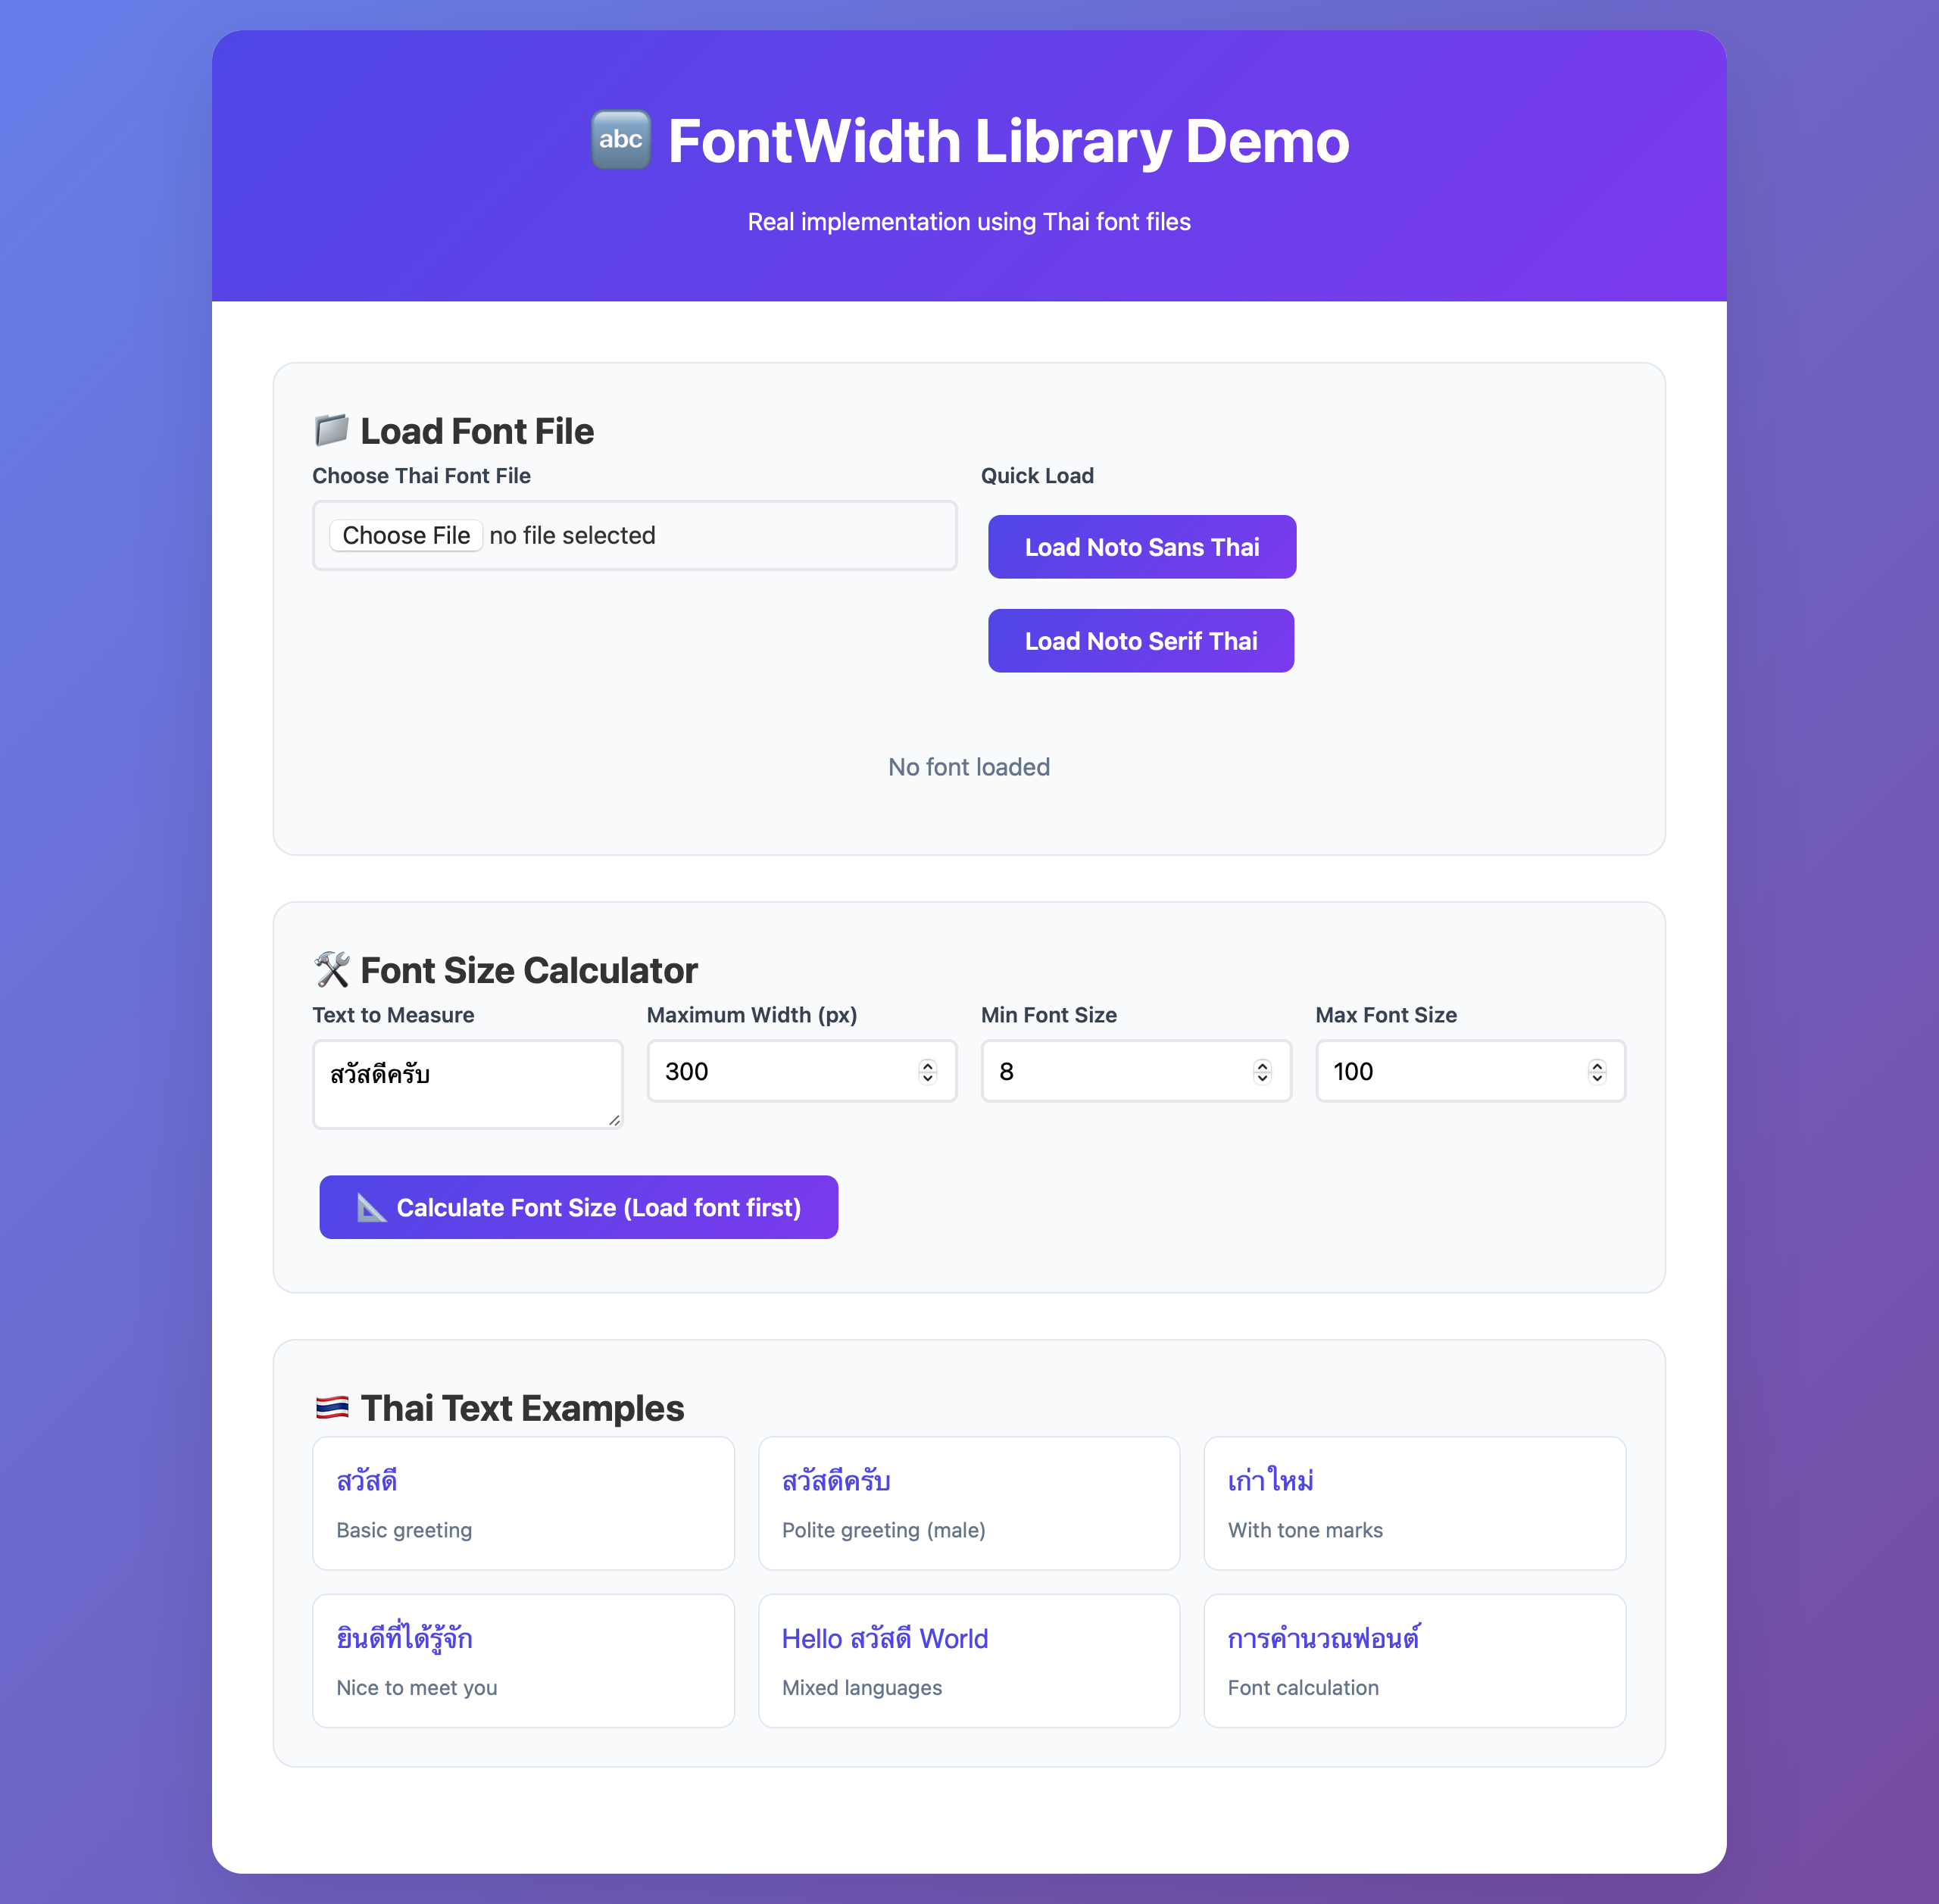 abc FontWidth Library Demo
Real implementation using Thai font files
Load Font File
Choose Thai Font File
Choose File no file selected
Quick Load
Load Noto Sans Thai
Load Noto Serif Thai
No font loaded
Font Size Calculator
Text to Measure
สวัสดีครับ
Maximum Width (px)
300
Min Font Size
8
Max Font Size
100
Calculate Font Size (Load font first)
Thai Text Examples
สวัสดี
Basic greeting
สวัสดีครับ
Polite greeting (male)
เก่าใหม่
With tone marks
ยินดีที่ได้รู้จัก
Nice to meet you
Hello สวัสดี World
Mixed languages
การคำนวณฟอนต์
Font calculation